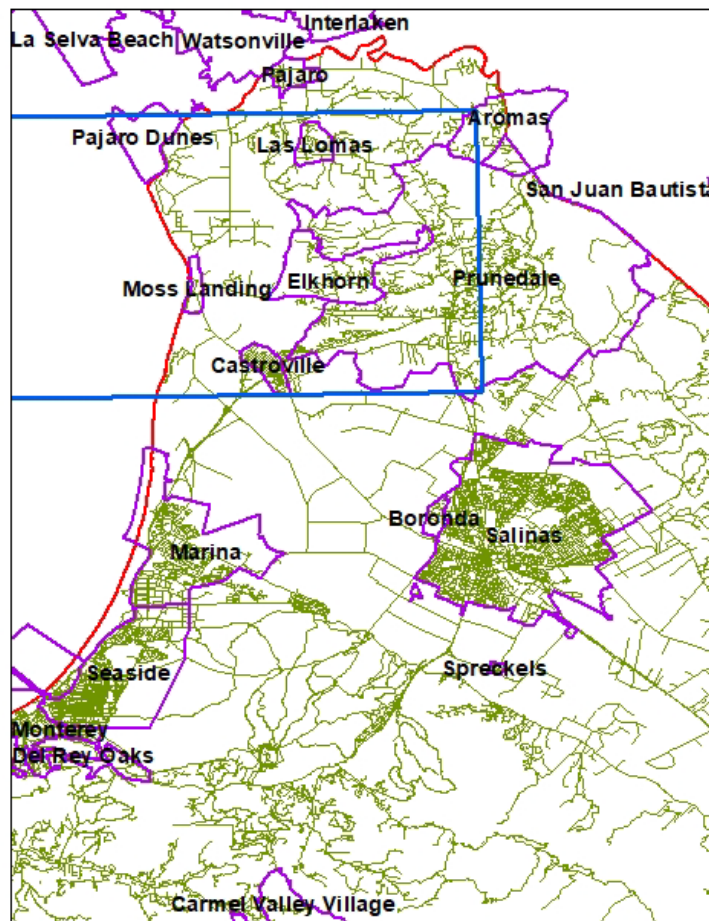 Interlaken
La Selva Beach
Watsonville
Pajaro
Aromas
Pajaro Dunes
Las Lomas
San Juan Bautista
Moss Landing
Elkhorn
Prunedale
Castroville
Boronda
Salinas
Marina
Spreckels
Seaside
Monterey
Del Rey Oaks
Carmel Valley Village